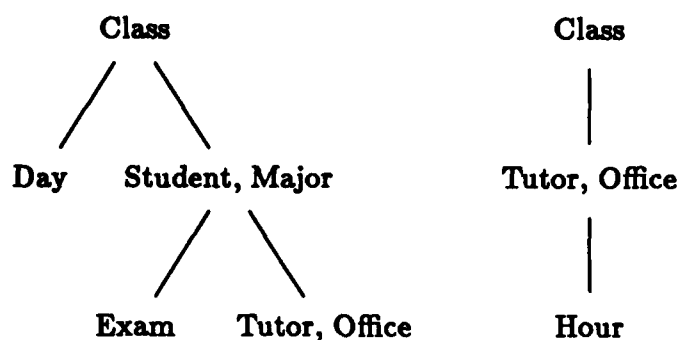 Class
Class
Day
Student, Major
Tutor, Office
Exam
Tutor, Office
Hour